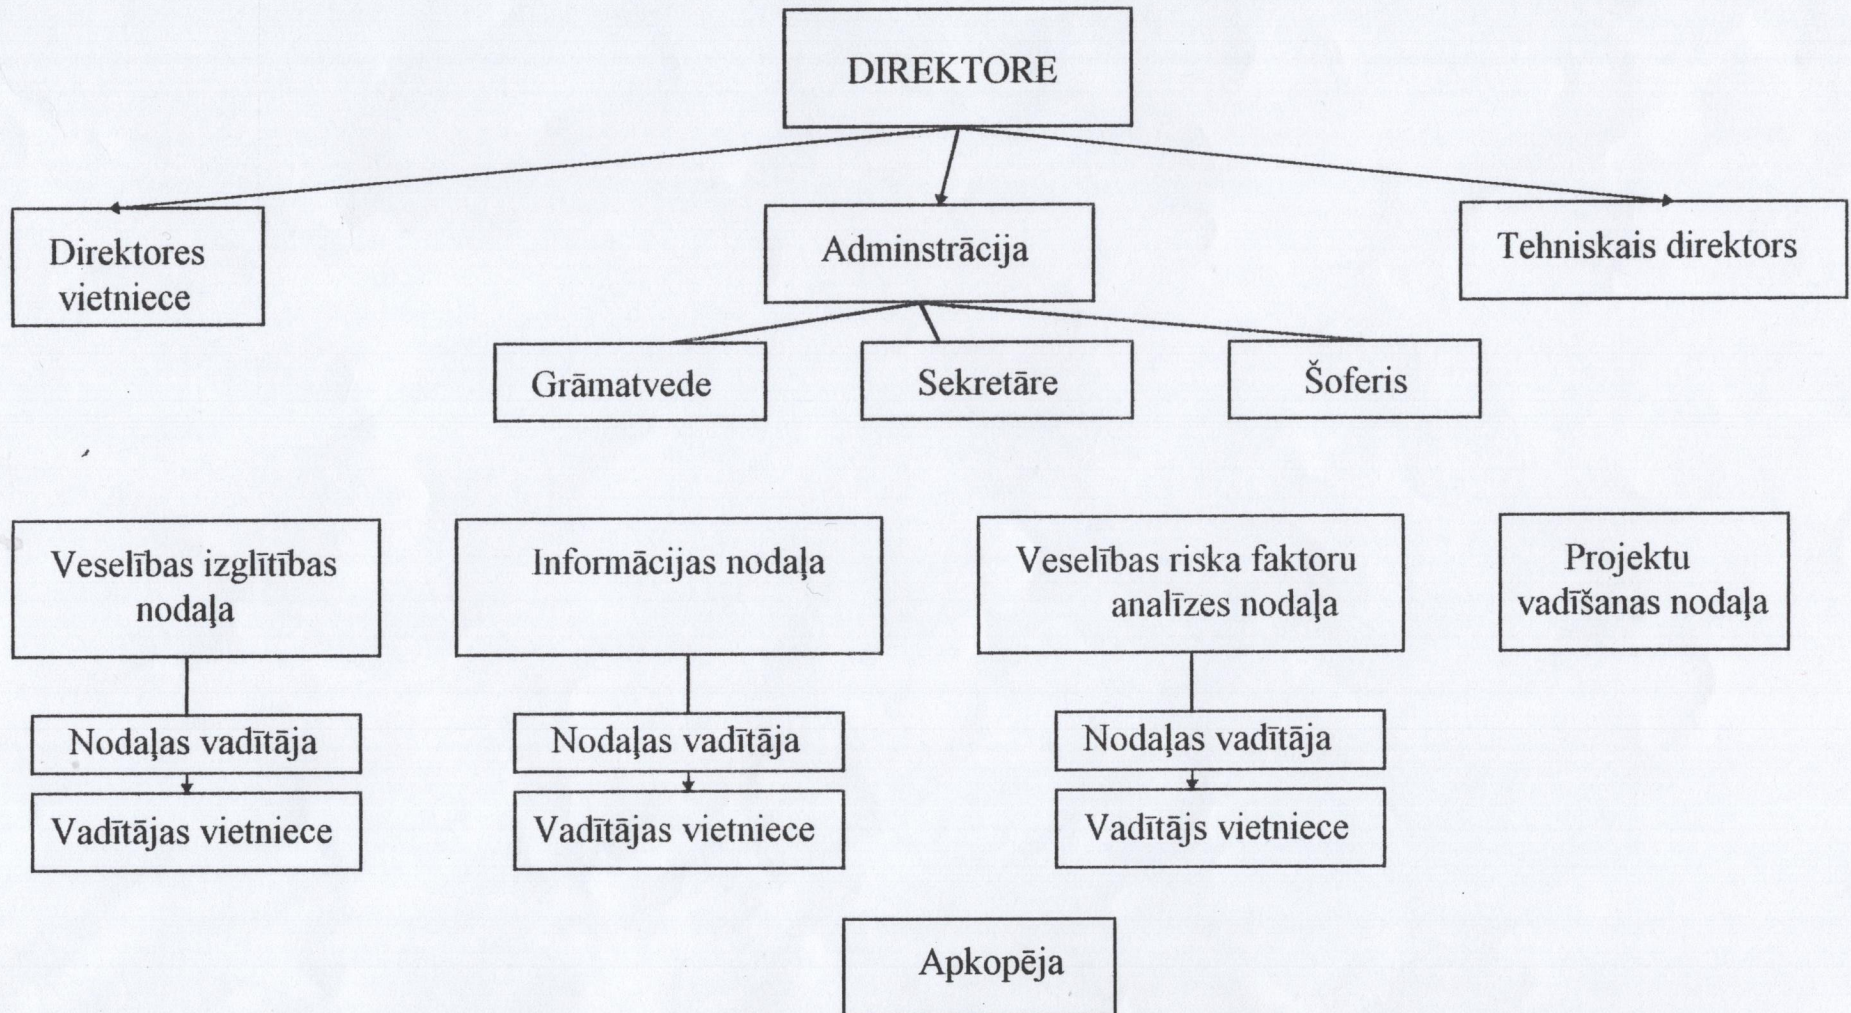 DIREKTORE
Direktores
vietniece
Adminstrācija
Tehniskais direktors
Grāmatvede
Sekretāre
Šoferis
Veselības izglītības
nodaļa
Informācijas nodaļa
Veselības riska faktoru
analīzes nodaļa
Projektu
vadīšanas nodaļa
Nodaļas vadītāja
Nodaļas vadītāja
Nodaļas vadītāja
Vadītājas vietniece
Vadītājas vietniece
Vadītājs vietniece
Apkopēja